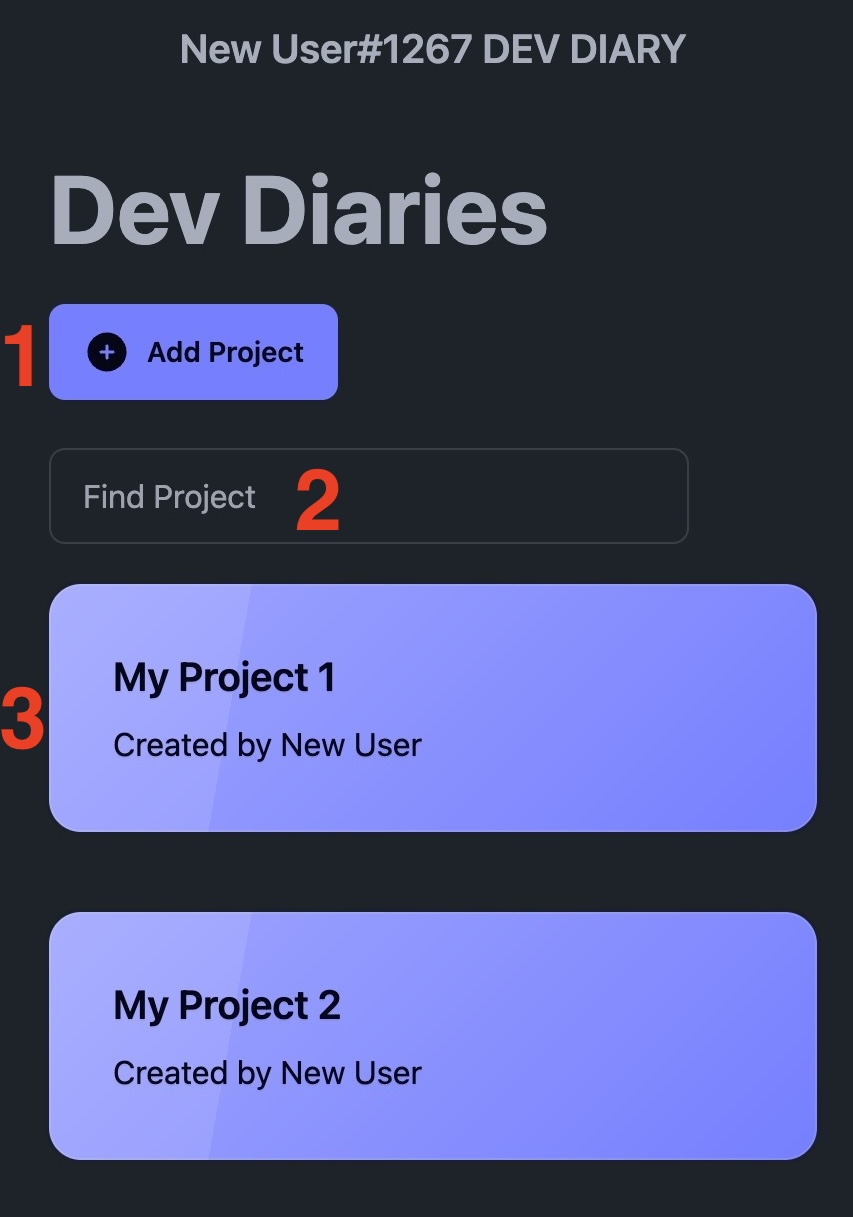 New User#1267 DEV DIARY
Dev Diaries
1
Add Project
Find Project
2
3
My Project 1
Created by New User
My Project 2
Created by New User